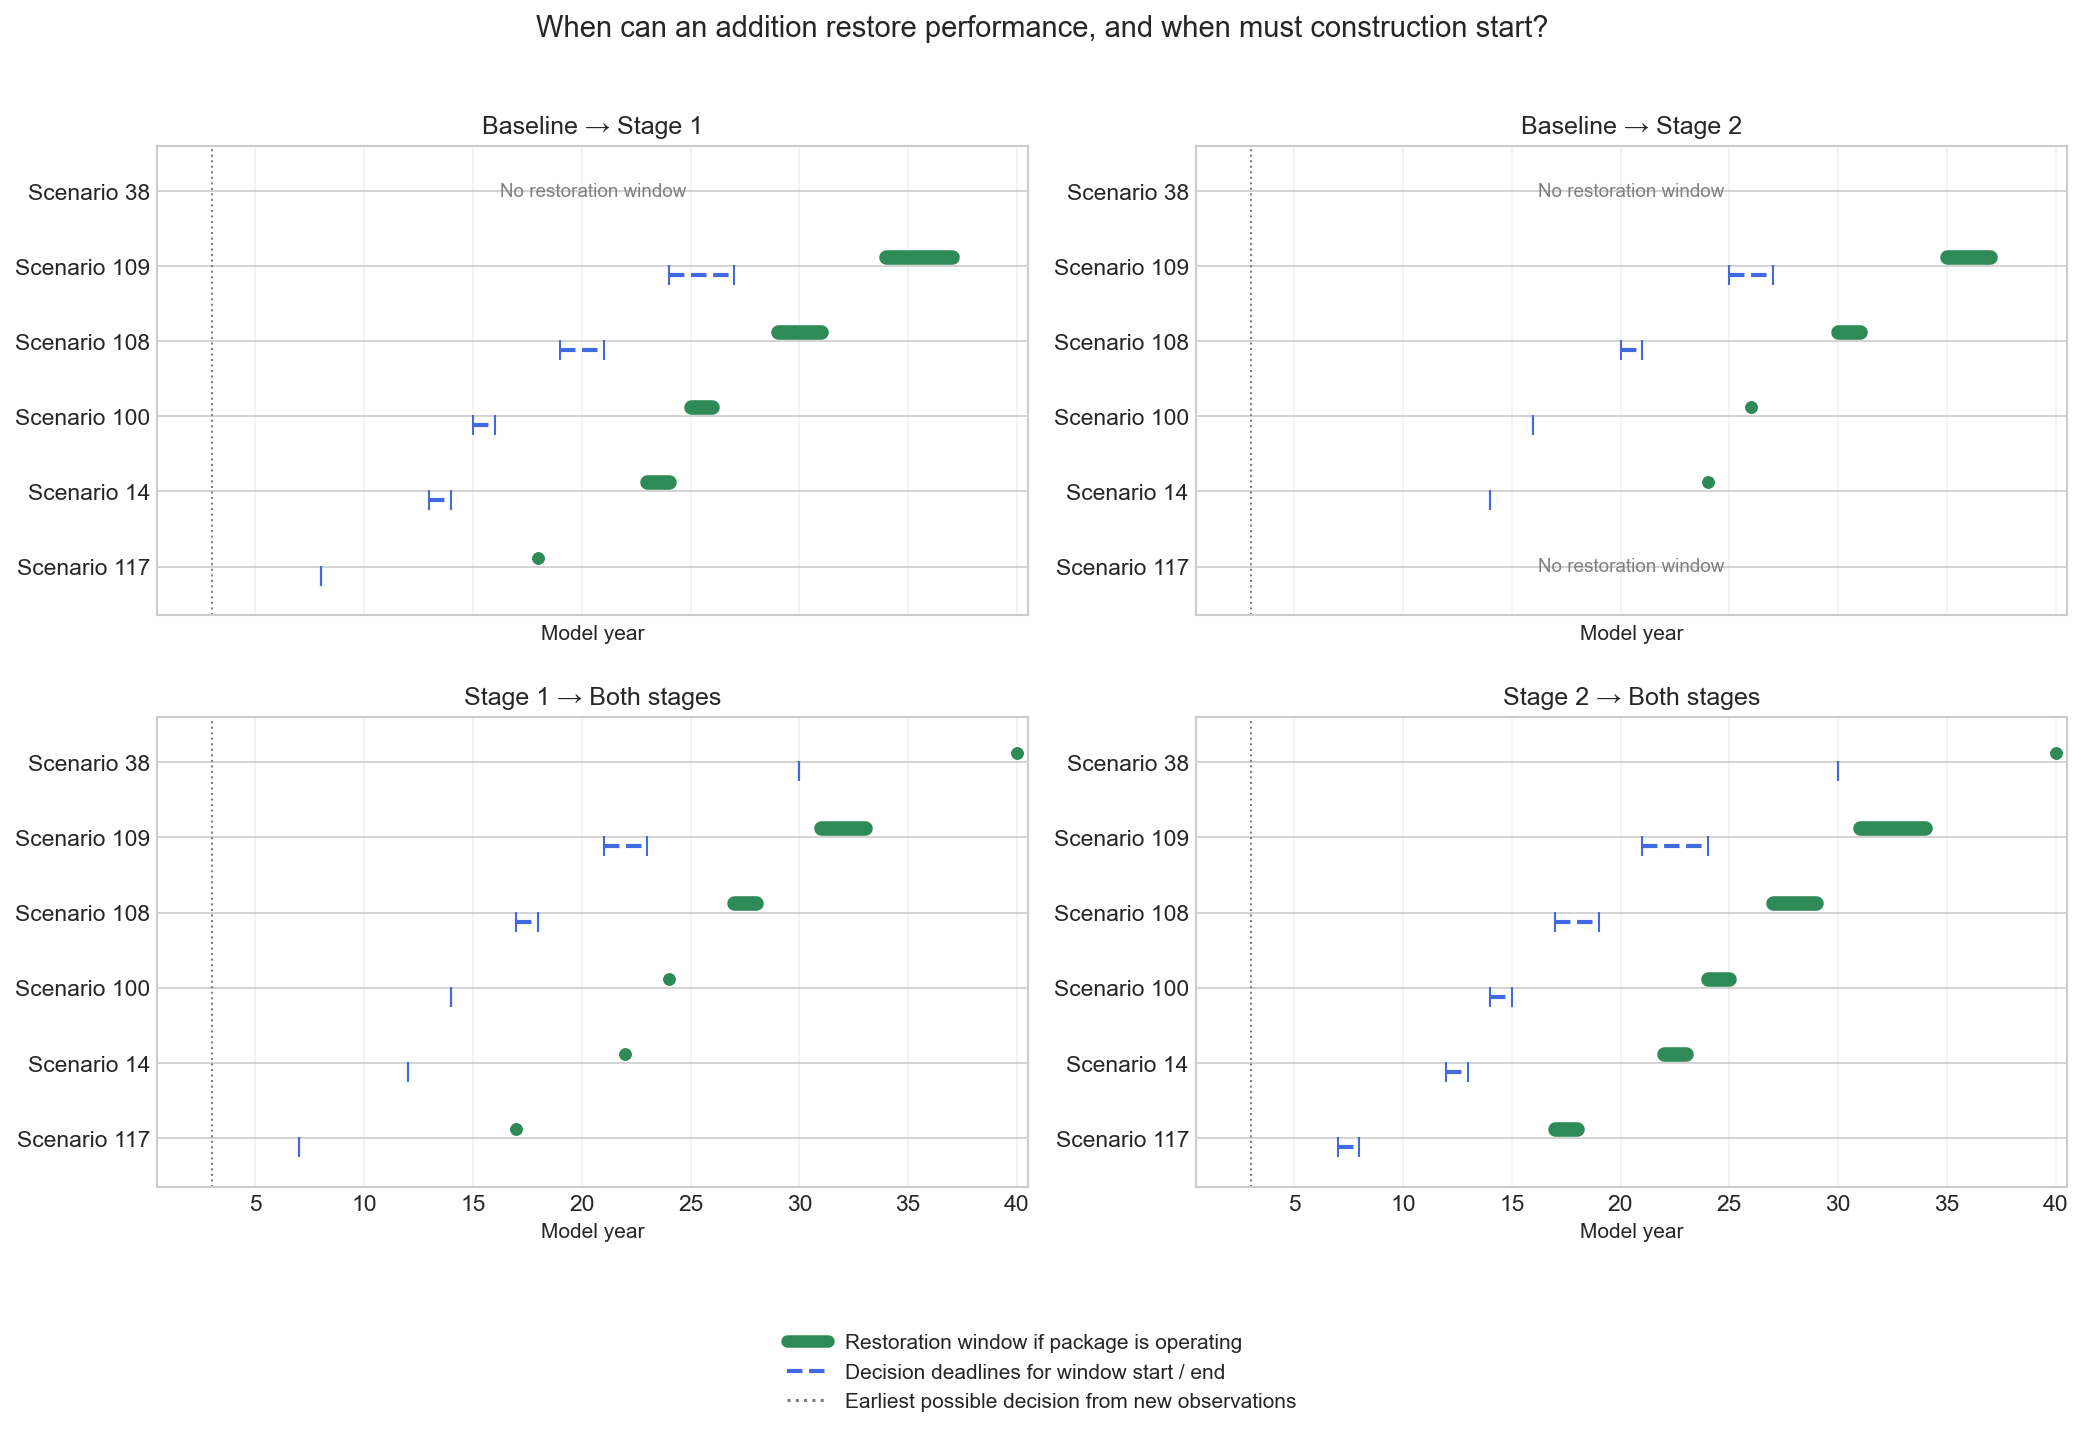 When can an addition restore performance, and when must construction start?
Baseline → Stage 1
Scenario 38
No restoration window
Scenario 109
Scenario 108
Scenario 100
Scenario 14
Scenario 117
Model year
Baseline → Stage 2
Scenario 38
No restoration window
Scenario 109
Scenario 108
Scenario 100
Scenario 14
Scenario 117
No restoration window
Model year
Stage 1 → Both stages
Scenario 38
Scenario 109
Scenario 108
Scenario 100
Scenario 14
Scenario 117
5 10 15 20 25 30 35 40
Model year
Stage 2 → Both stages
Scenario 38
Scenario 109
Scenario 108
Scenario 100
Scenario 14
Scenario 117
5 10 15 20 25 30 35 40
Model year
Restoration window if package is operating
Decision deadlines for window start / end
Earliest possible decision from new observations